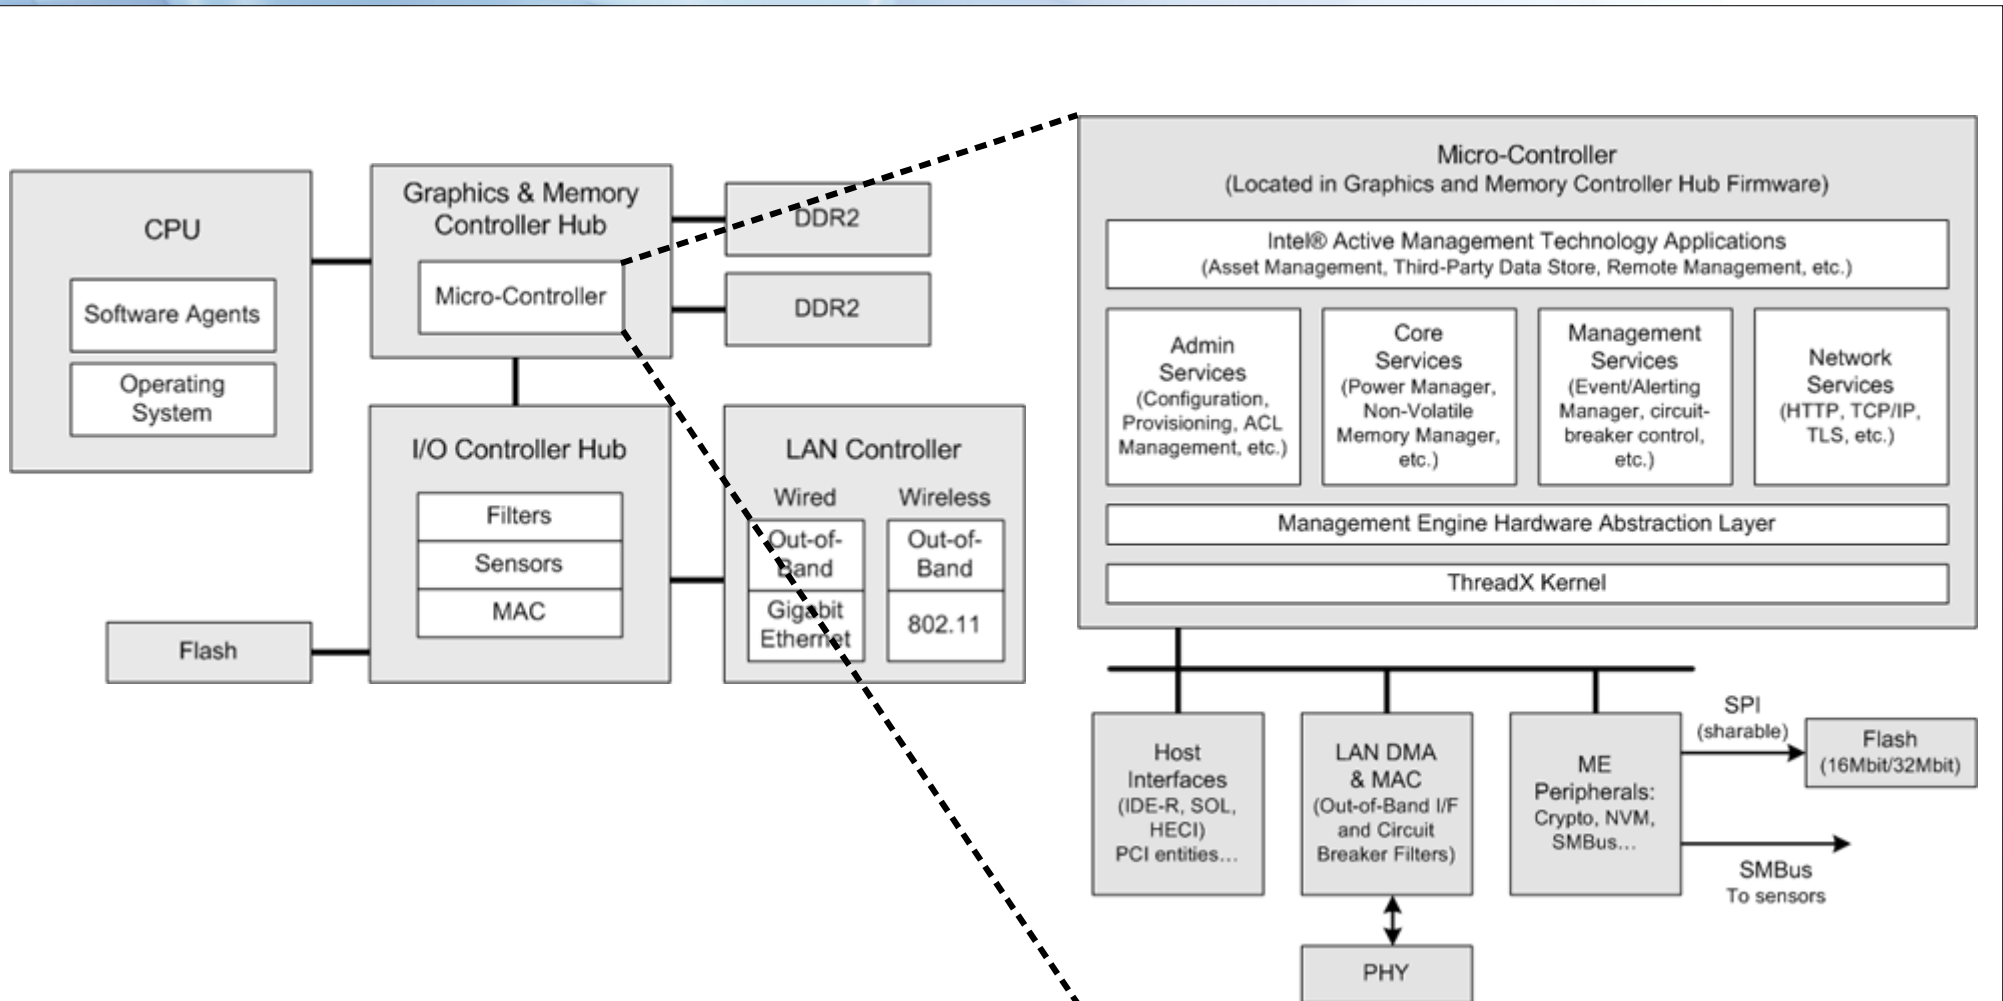 CPU
Software Agents
Operating
System
Graphics & Memory
Controller Hub
Micro-Controller
DDR2
DDR2
I/O Controller Hub
Filters
Sensors
MAC
Flash
LAN Controller
Wired
Wireless
Out-of-
Band
Gigabit
Ethernet
Out-of-
Band
802.11
Micro-Controller
(Located in Graphics and Memory Controller Hub Firmware)
Intel® Active Management Technology Applications
(Asset Management, Third-Party Data Store, Remote Management, etc.)
Admin
Services
(Configuration,
Provisioning, ACL
Management, etc.)
Core
Services
(Power Manager,
Non-Volatile
Memory Manager,
etc.)
Management
Services
(Event/Alerting
Manager, circuit-
breaker control,
etc.)
Network
Services
(HTTP, TCP/IP,
TLS, etc.)
Management Engine Hardware Abstraction Layer
ThreadX Kernel
Host
Interfaces
(IDE-R, SOL,
HECI)
PCI entities…
LAN DMA
& MAC
(Out-of-Band I/F
and Circuit
Breaker Filters)
ME
Peripherals:
Crypto, NVM,
SMBus…
SPI
(sharable)
Flash
(16Mbit/32Mbit)
SMBus
To sensors
PHY